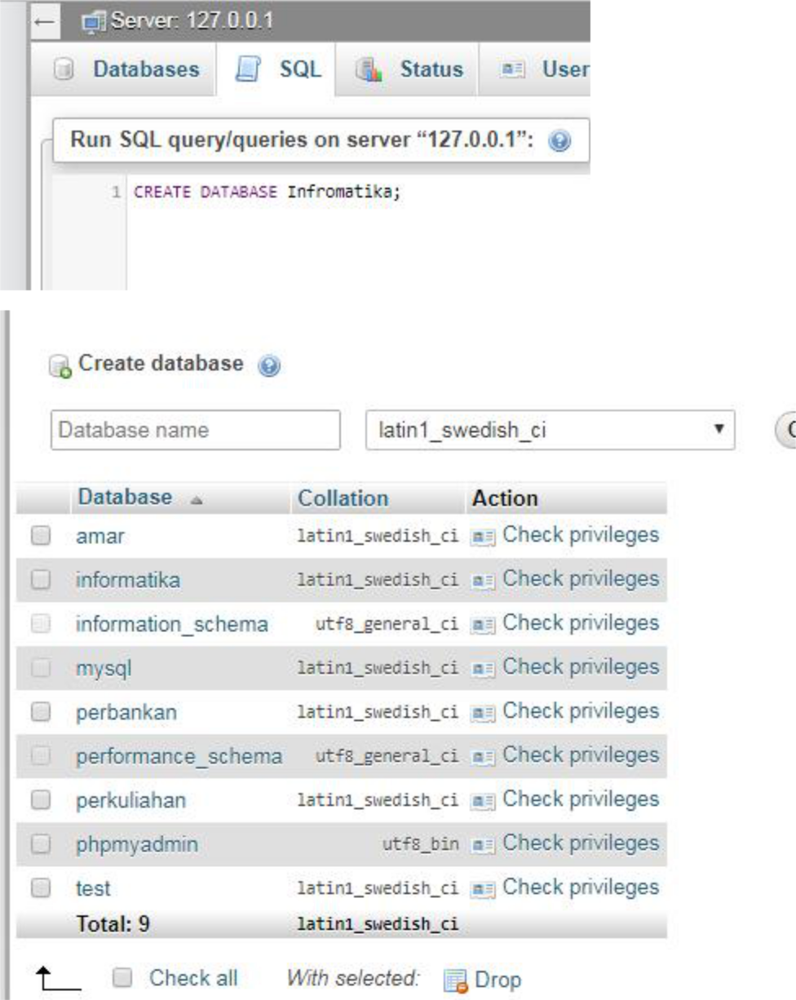 ← Server: 127.0.0.1
Databases SQL Status User
Run SQL query/queries on server “127.0.0.1”:
1 CREATE DATABASE Infromatika;
Create database
Database name latin1_swedish_ci
Database Collation Action
amar latin1_swedish_ci Check privileges
informatika latin1_swedish_ci Check privileges
information_schema utf8_general_ci Check privileges
mysql latin1_swedish_ci Check privileges
perbankan latin1_swedish_ci Check privileges
performance_schema utf8_general_ci Check privileges
perkuliahan latin1_swedish_ci Check privileges
phpmyadmin utf8_bin Check privileges
test latin1_swedish_ci Check privileges
Total: 9 latin1_swedish_ci
Check all With selected: Drop